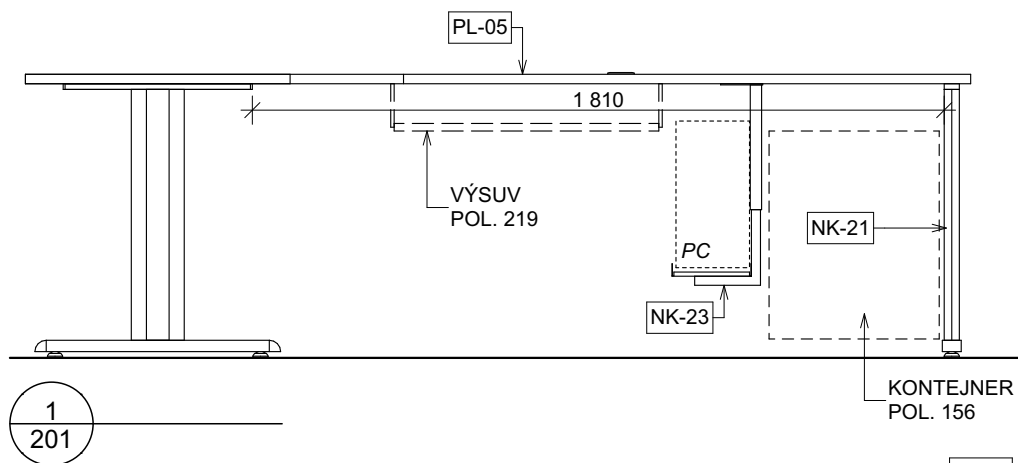 PL-05
1 810
VÝSUV
POL. 219
NK-21
PC
NK-23
KONTEJNER
POL. 156
1
201